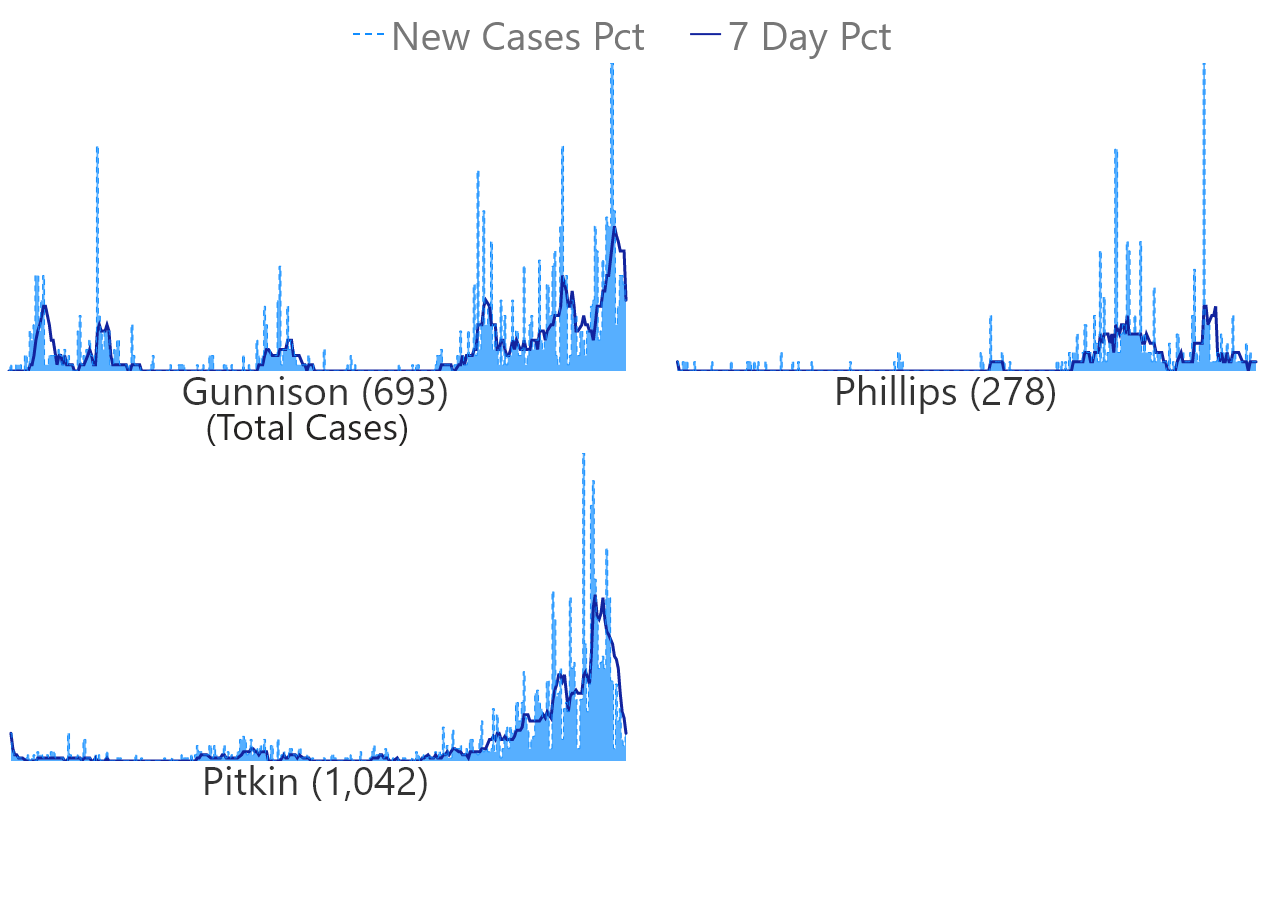 New Cases Pct 7 Day Pct
Gunnison (693)
(Total Cases)
Phillips (278)
Pitkin (1,042)